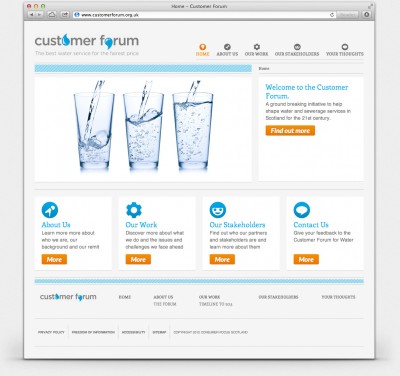 Home – Customer Forum
www.customerforum.org.uk
customer forum
The best water service for the fairest price
HOME ABOUT US OUR WORK OUR STAKEHOLDERS YOUR THOUGHTS
Home
Welcome to the Customer
Forum.
A ground breaking initiative to help
shape water and sewerage services in
Scotland for the 21st century.
Find out more
About Us
Learn more more about
who we are, our
background and our remit
More
Our Work
Discover more about what
we do and the issues and
challenges we face ahead
More
Our Stakeholders
Find out who our partners
and stakeholders are and
learn more about them
More
Contact Us
Give your feedback to the
Customer Forum for Water
More
customer forum
HOME ABOUT US OUR WORK OUR STAKEHOLDERS YOUR THOUGHTS
THE FORUM TIMELINE TO 2015
PRIVACY POLICY FREEDOM OF INFORMATION ACCESSIBILITY SITEMAP